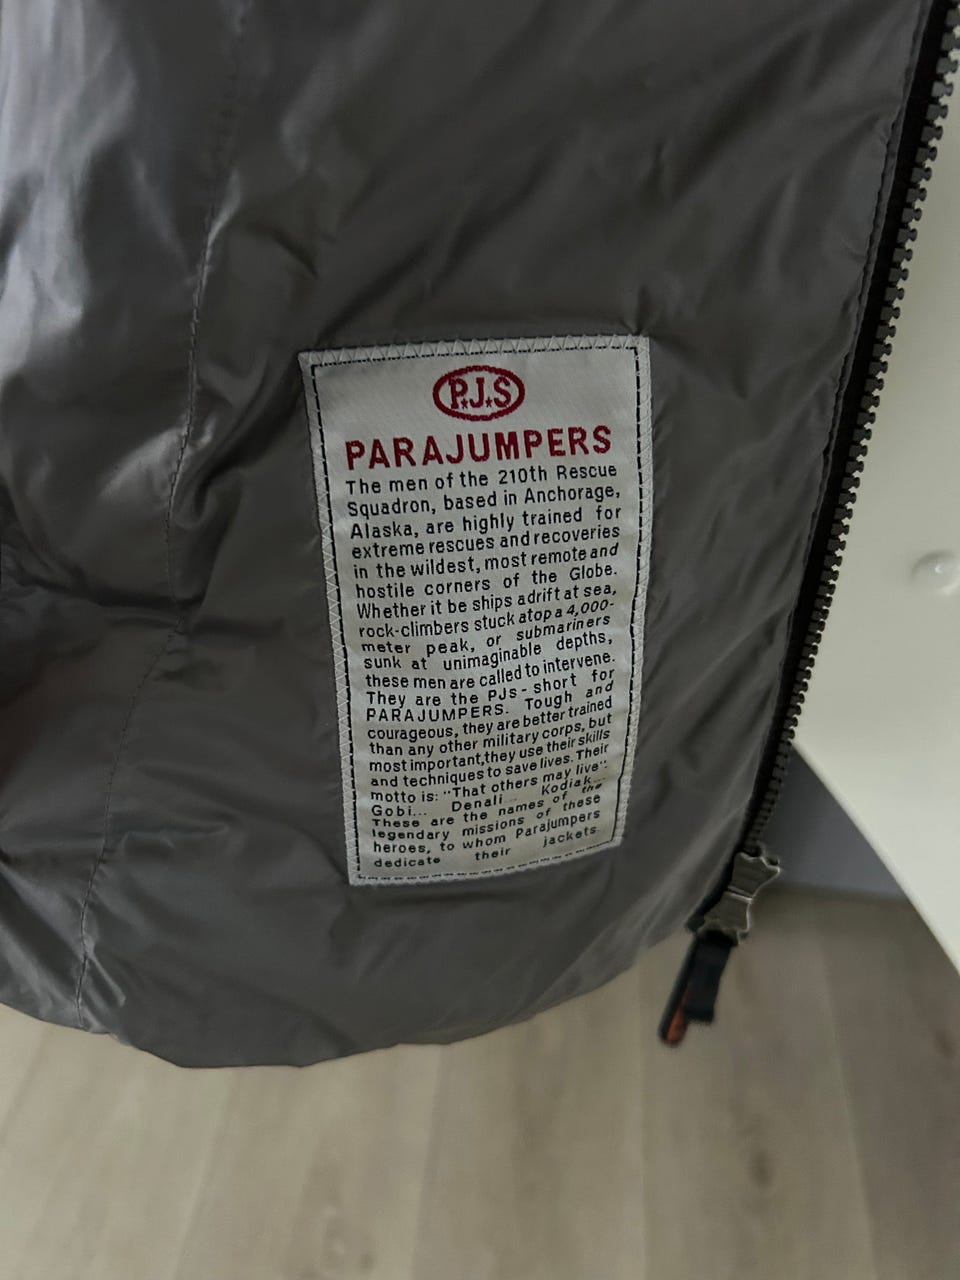 P.J.S
PARAJUMPERS
The men of the 210th Rescue
Squadron, based in Anchorage,
Alaska, are highly trained for
extreme rescues and recoveries
in the wildest, most remote and
hostile corners of the Globe.
Whether it be ships adrift at sea,
rock-climbers stuck atop a 4,000-
meter peak, or submariners
sunk at unimaginable depths,
these men are called to intervene.
They are the PJs - short for
PARAJUMPERS. Tough and
courageous, they are better trained
than any other military corps, but
most important,they use their skills
and techniques to save lives. Their
motto is: "That others may live".
Gobi... Denali... Kodiak...
These are the names of the
legendary missions of these
heroes, to whom Parajumpers
dedicate their jackets.